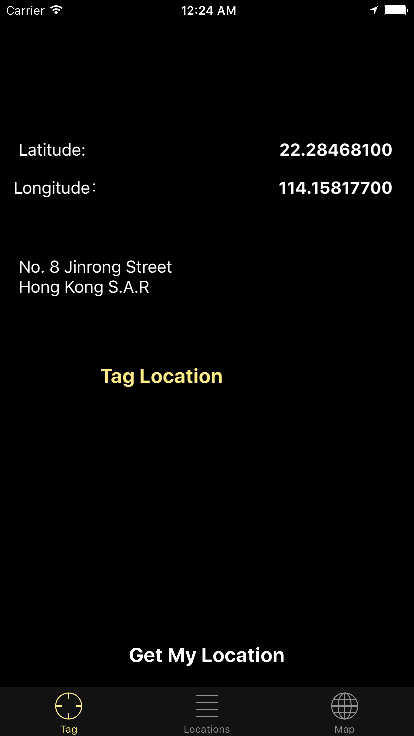 Carrier 12:24 AM
Latitude: 22.28468100
Longitude: 114.15817700
No. 8 Jinrong Street
Hong Kong S.A.R
Tag Location
Get My Location
Tag Locations Map